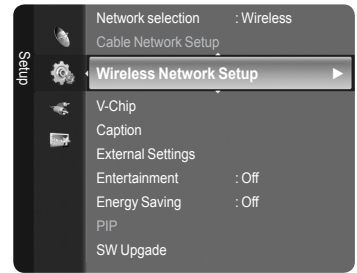 Setup
Network selection : Wireless
Cable Network Setup
Wireless Network Setup
V-Chip
Caption
External Settings
Entertainment : Off
Energy Saving : Off
PIP
SW Upgade